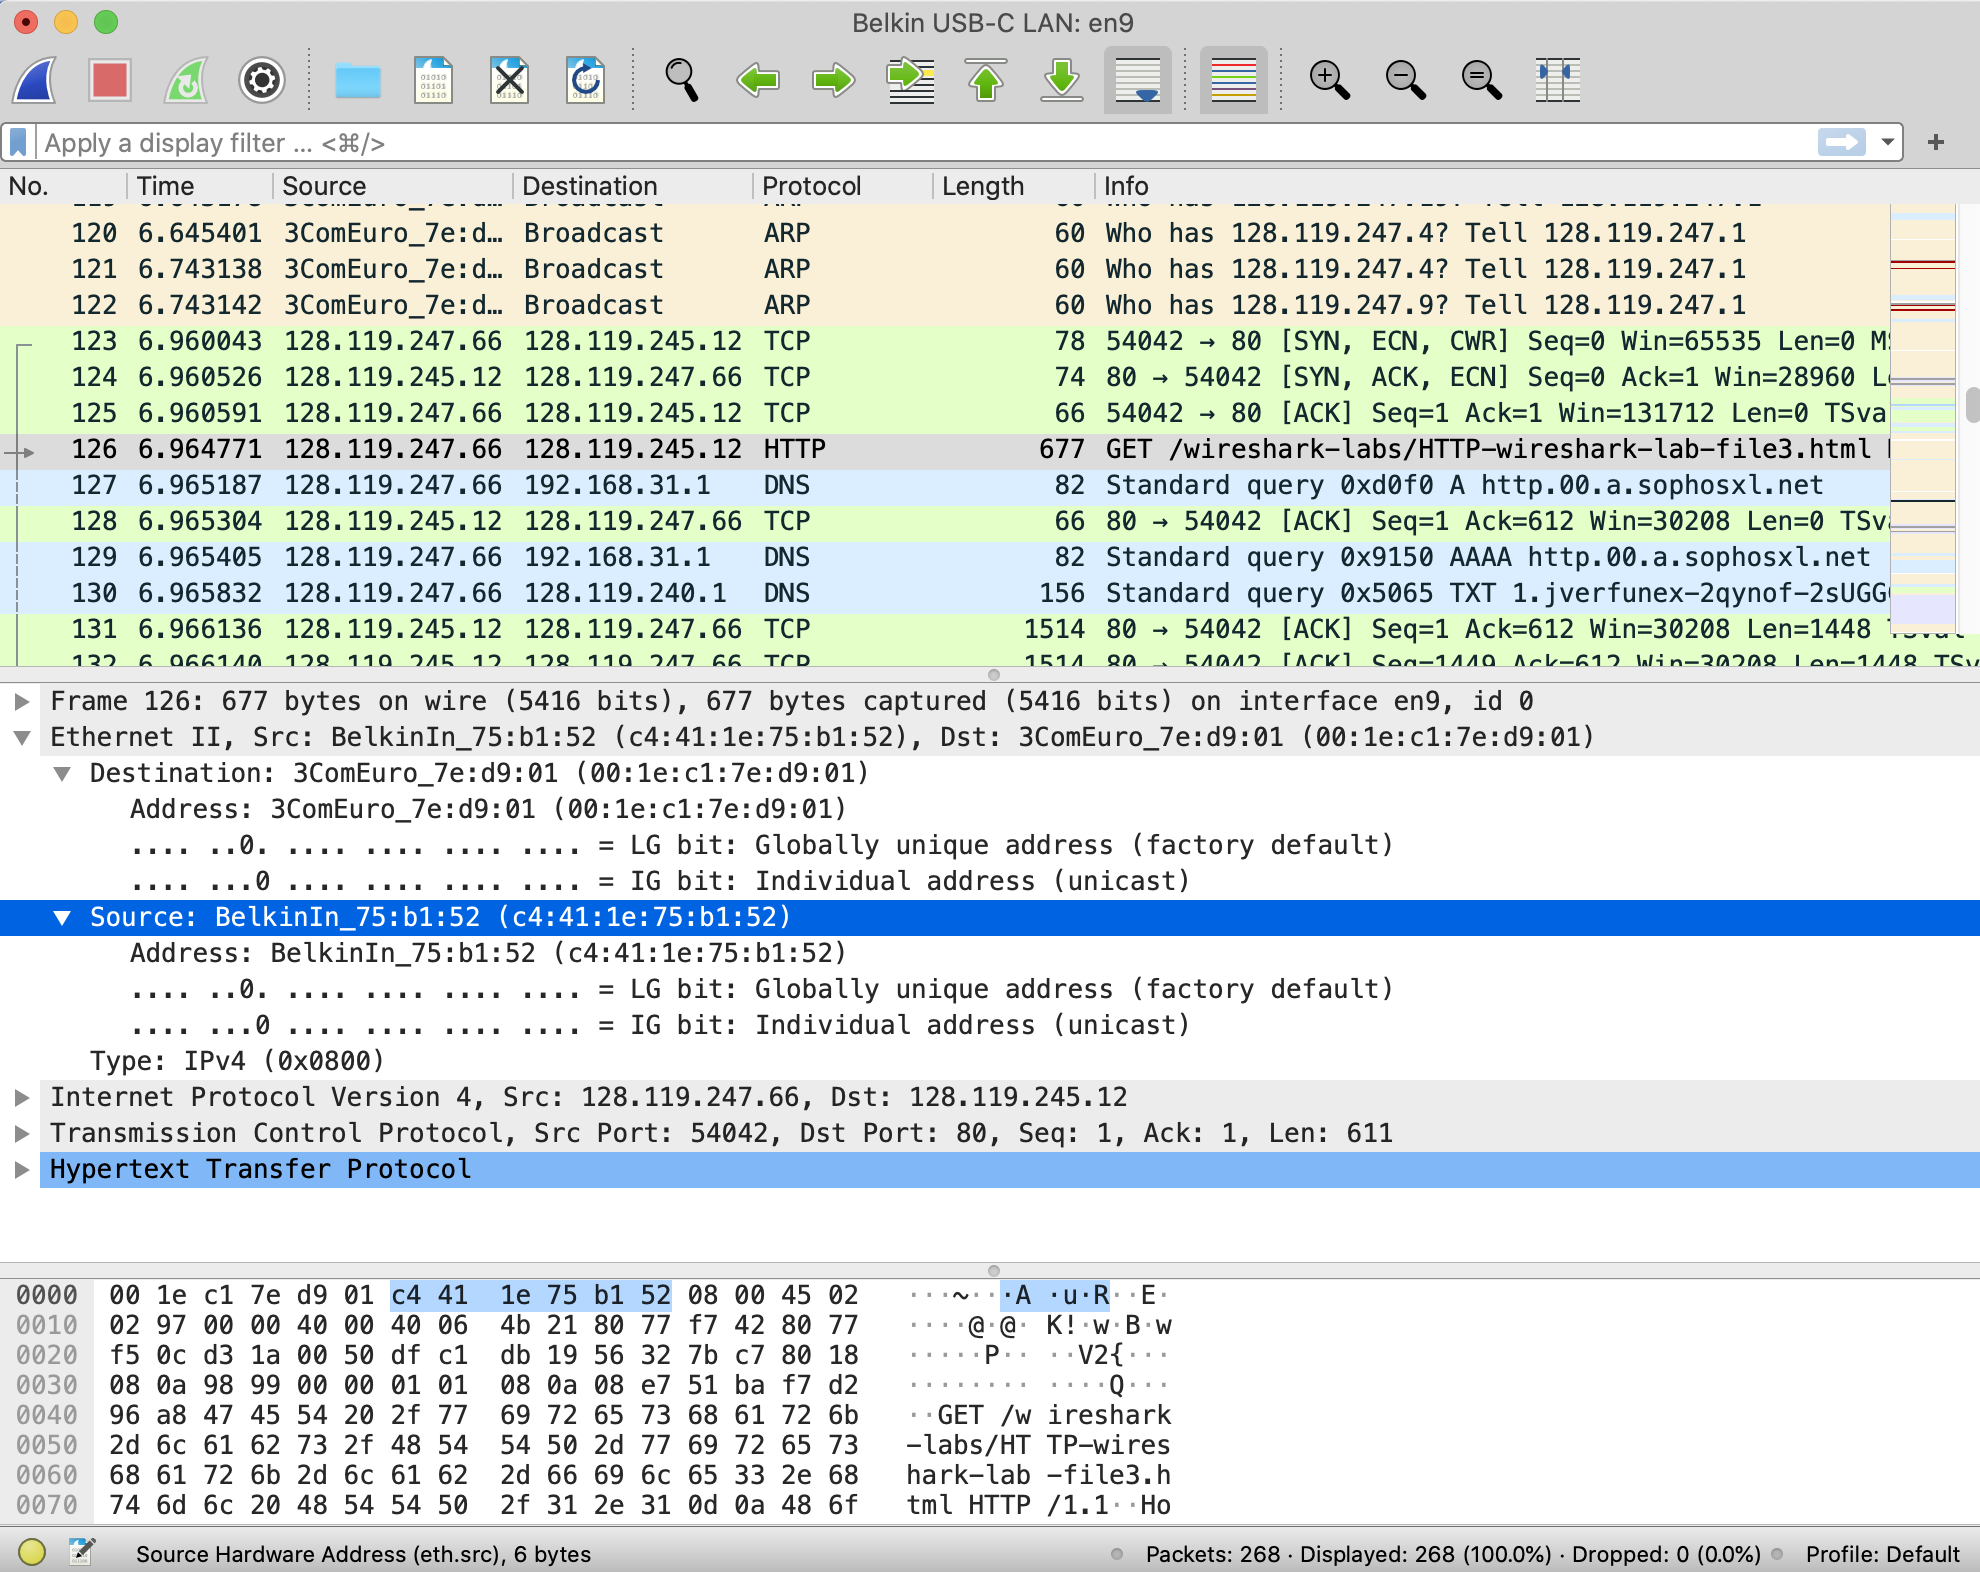 Belkin USB-C LAN: en9
Apply a display filter ... <⌘/>
No. Time Source Destination Protocol Length Info
120 6.645401 3ComEuro_7e:d… Broadcast ARP 60 Who has 128.119.247.4? Tell 128.119.247.1
121 6.743138 3ComEuro_7e:d… Broadcast ARP 60 Who has 128.119.247.4? Tell 128.119.247.1
122 6.743142 3ComEuro_7e:d… Broadcast ARP 60 Who has 128.119.247.9? Tell 128.119.247.1
123 6.960043 128.119.247.66 128.119.245.12 TCP 78 54042 → 80 [SYN, ECN, CWR] Seq=0 Win=65535 Len=0
124 6.960526 128.119.245.12 128.119.247.66 TCP 74 80 → 54042 [SYN, ACK, ECN] Seq=0 Ack=1 Win=28960
125 6.960591 128.119.247.66 128.119.245.12 TCP 66 54042 → 80 [ACK] Seq=1 Ack=1 Win=131712 Len=0 TSva
126 6.964771 128.119.247.66 128.119.245.12 HTTP 677 GET /wireshark-labs/HTTP-wireshark-lab-file3.html
127 6.965187 128.119.247.66 192.168.31.1 DNS 82 Standard query 0xd0f0 A http.00.a.sophosxl.net
128 6.965304 128.119.245.12 128.119.247.66 TCP 66 80 → 54042 [ACK] Seq=1 Ack=612 Win=30208 Len=0 TSv
129 6.965405 128.119.247.66 192.168.31.1 DNS 82 Standard query 0x9150 AAAA http.00.a.sophosxl.net
130 6.965832 128.119.247.66 128.119.240.1 DNS 156 Standard query 0x5065 TXT 1.jverfunex-2qynof-2sUGG
131 6.966136 128.119.245.12 128.119.247.66 TCP 1514 80 → 54042 [ACK] Seq=1 Ack=612 Win=30208 Len=1448
132 6.966140 128.119.245.12 128.119.247.66 TCP 1514 80 → 54042 [ACK] Seq=1449 Ack=612 Win=30208 Len=1448 TSv
Frame 126: 677 bytes on wire (5416 bits), 677 bytes captured (5416 bits) on interface en9, id 0
Ethernet II, Src: BelkinIn_75:b1:52 (c4:41:1e:75:b1:52), Dst: 3ComEuro_7e:d9:01 (00:1e:c1:7e:d9:01)
Destination: 3ComEuro_7e:d9:01 (00:1e:c1:7e:d9:01)
Address: 3ComEuro_7e:d9:01 (00:1e:c1:7e:d9:01)
.... ..0. .... .... .... .... = LG bit: Globally unique address (factory default)
.... ...0 .... .... .... .... = IG bit: Individual address (unicast)
Source: BelkinIn_75:b1:52 (c4:41:1e:75:b1:52)
Address: BelkinIn_75:b1:52 (c4:41:1e:75:b1:52)
.... ..0. .... .... .... .... = LG bit: Globally unique address (factory default)
.... ...0 .... .... .... .... = IG bit: Individual address (unicast)
Type: IPv4 (0x0800)
Internet Protocol Version 4, Src: 128.119.247.66, Dst: 128.119.245.12
Transmission Control Protocol, Src Port: 54042, Dst Port: 80, Seq: 1, Ack: 1, Len: 611
Hypertext Transfer Protocol
0000 00 1e c1 7e d9 01 c4 41 1e 75 b1 52 08 00 45 02 ···~···A ·u·R··E·
0010 02 97 00 00 40 00 40 06 4b 21 80 77 f7 42 80 77 ····@·@· K!·w·B·w
0020 f5 0c d3 1a 00 50 df c1 db 19 56 32 7b c7 80 18 ·····P·· ··V2{···
0030 08 0a 98 99 00 00 01 01 08 0a 08 e7 51 ba f7 d2 ········ ····Q···
0040 96 a8 47 45 54 20 2f 77 69 72 65 73 68 61 72 6b ··GET /w ireshark
0050 2d 6c 61 62 73 2f 48 54 54 50 2d 77 69 72 65 73 -labs/HT TP-wires
0060 68 61 72 6b 2d 6c 61 62 2d 66 69 6c 65 33 2e 68 hark-lab -file3.h
0070 74 6d 6c 20 48 54 54 50 2f 31 2e 31 0d 0a 48 6f tml HTTP /1.1··Ho
Source Hardware Address (eth.src), 6 bytes Packets: 268 · Displayed: 268 (100.0%) · Dropped: 0 (0.0%) Profile: Default